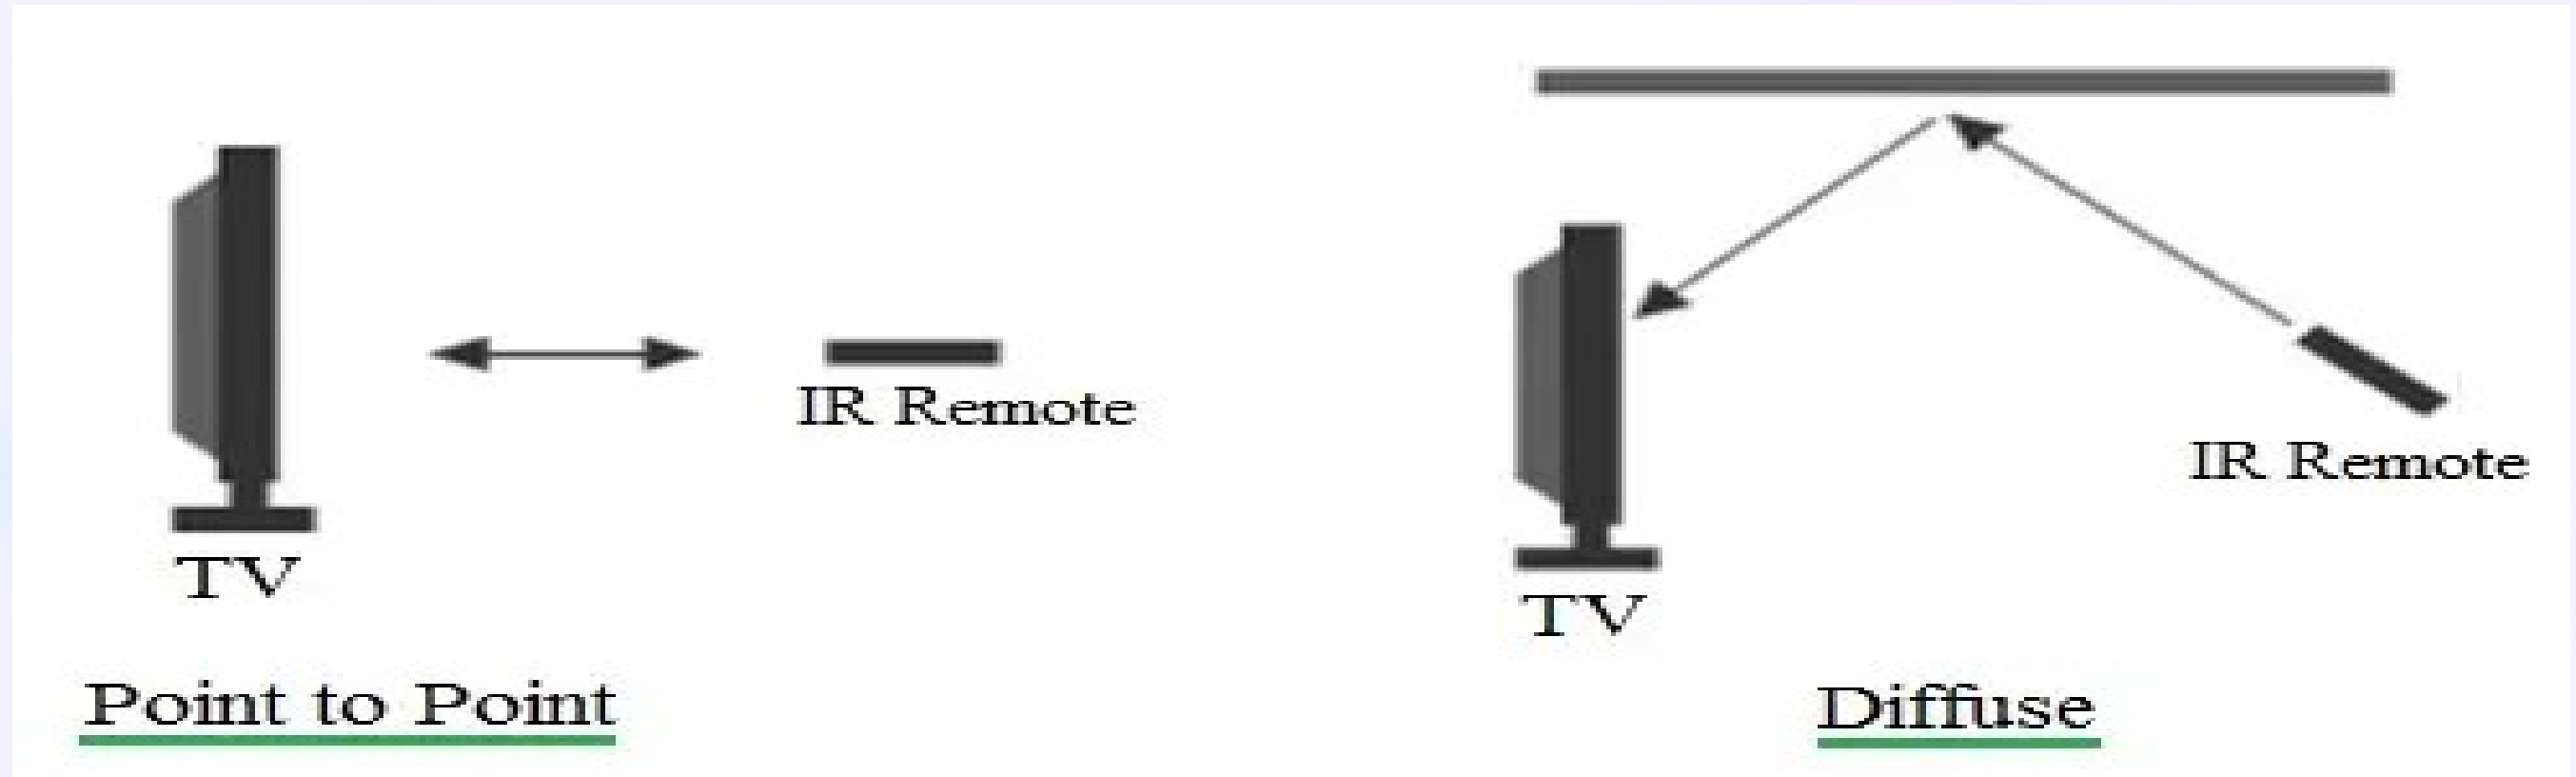 IR Remote
TV
Point to Point
IR Remote
TV
Diffuse